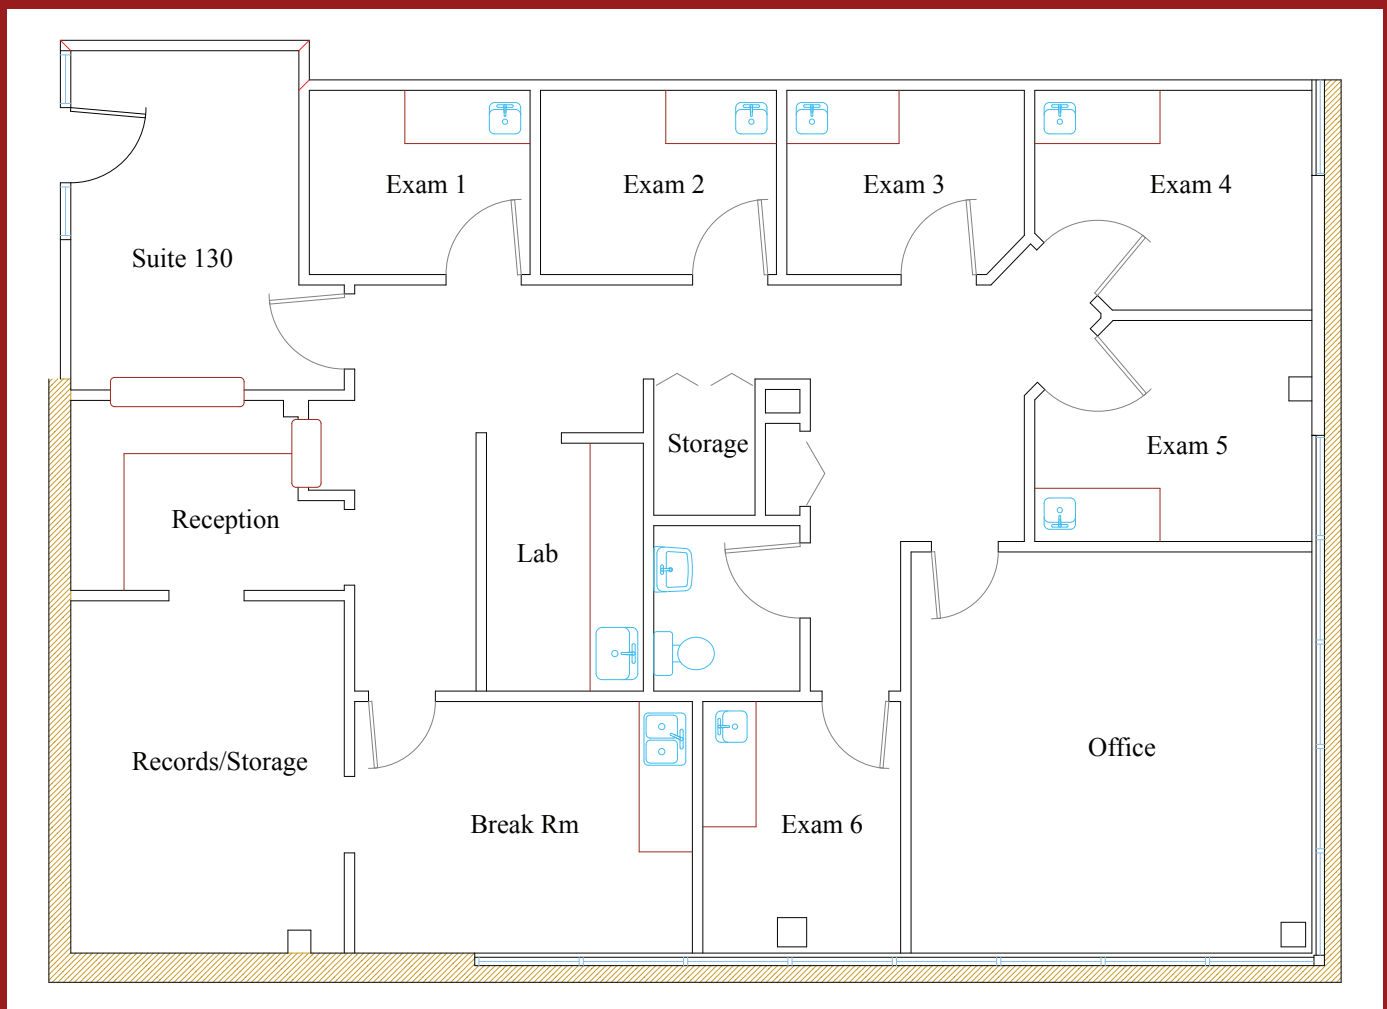 Exam 1
Exam 2
Exam 3
Exam 4
Suite 130
Storage
Exam 5
Reception
Lab
Records/Storage
Break Rm
Exam 6
Office